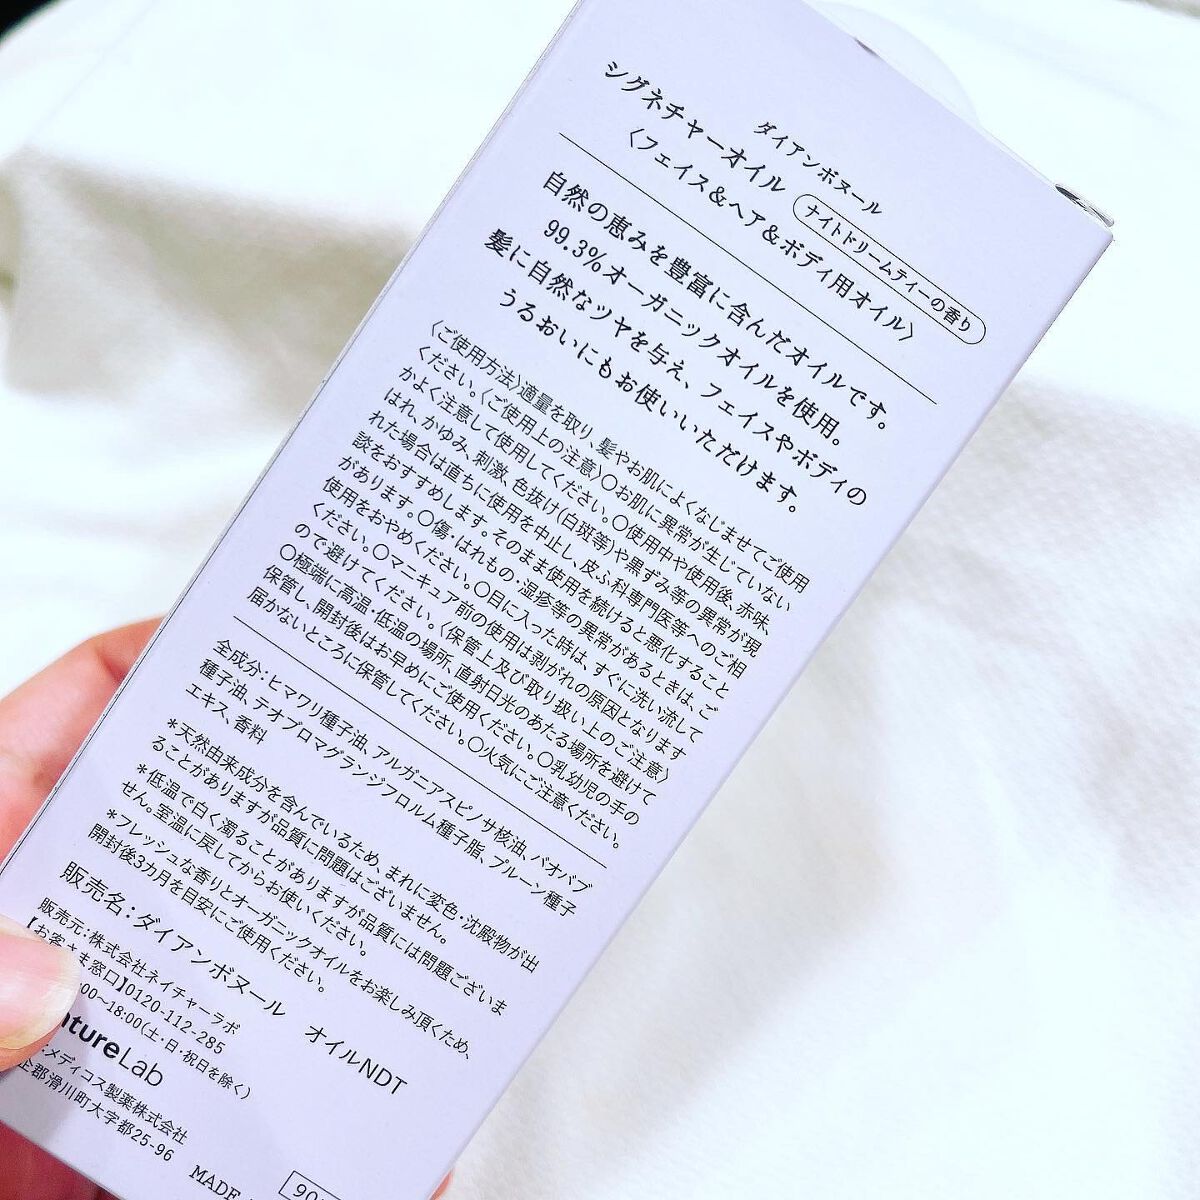 ダイアンボヌール
シグネチャーオイル ナイトドリームティーの香り
〈フェイス&ヘア&ボディ用オイル〉
自然の恵みを豊富に含んだオイルです。
99.3%オーガニックオイルを使用。
髪に自然なツヤを与え、フェイスやボディの
うるおいにもお使いいただけます。
〈ご使用方法〉適量を取り、髪やお肌によくなじませてご使用
ください。〈ご使用上の注意〉○お肌に異常が生じていない
かよく注意して使用してください。○使用中や使用後、赤味、
はれ、かゆみ、刺激、色抜け(白斑等)や黒ずみ等の異常が現
れた場合は直ちに使用を中止し、皮ふ科専門医等へのご相
談をおすすめします。そのまま使用を続けると悪化すること
があります。○傷・はれもの・湿疹等の異常があるときは、ご
使用をおやめください。○目に入った時は、すぐに洗い流して
ください。○マニキュア前の使用は剥がれの原因となります
ので避けてください。〈保管上及び取り扱い上のご注意〉
○極端に高温・低温の場所、直射日光のあたる場所を避けて
保管し、開封後はお早めにご使用ください。○乳幼児の手の
届かないところに保管してください。○火気にご注意ください。
全成分:ヒマワリ種子油、アルガニアスピノサ核油、バオバブ
種子油、テオブロマグランジフロルム種子脂、プルーン種子
エキス、香料
*天然由来成分を含んでいるため、まれに変色・沈殿物が出
ることがありますが品質に問題はございません。
*低温で白く濁ることがありますが品質には問題ございま
せん。室温に戻してからお使いください。
*フレッシュな香りとオーガニックオイルをお楽しみ頂くため、
開封後3カ月を目安にご使用ください。
販売名:ダイアンボヌール オイルNDT
販売元:株式会社ネイチャーラボ
【お客さま窓口】0120-112-285
:00〜18:00(土・日・祝日を除く)
atureLab
:メディコス製薬株式会社
企郡滑川町大字都25-96
MADE
90